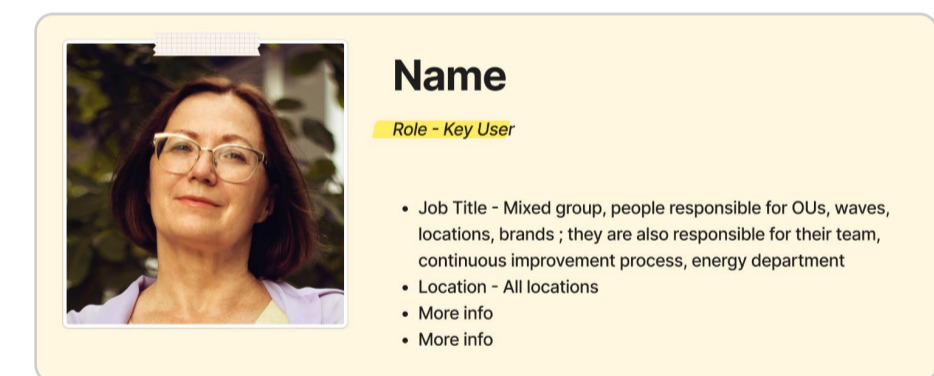 Name
Role - Key User
• Job Title - Mixed group, people responsible for OUs, waves,
locations, brands ; they are also responsible for their team,
continuous improvement process, energy department
• Location - All locations
• More info
• More info